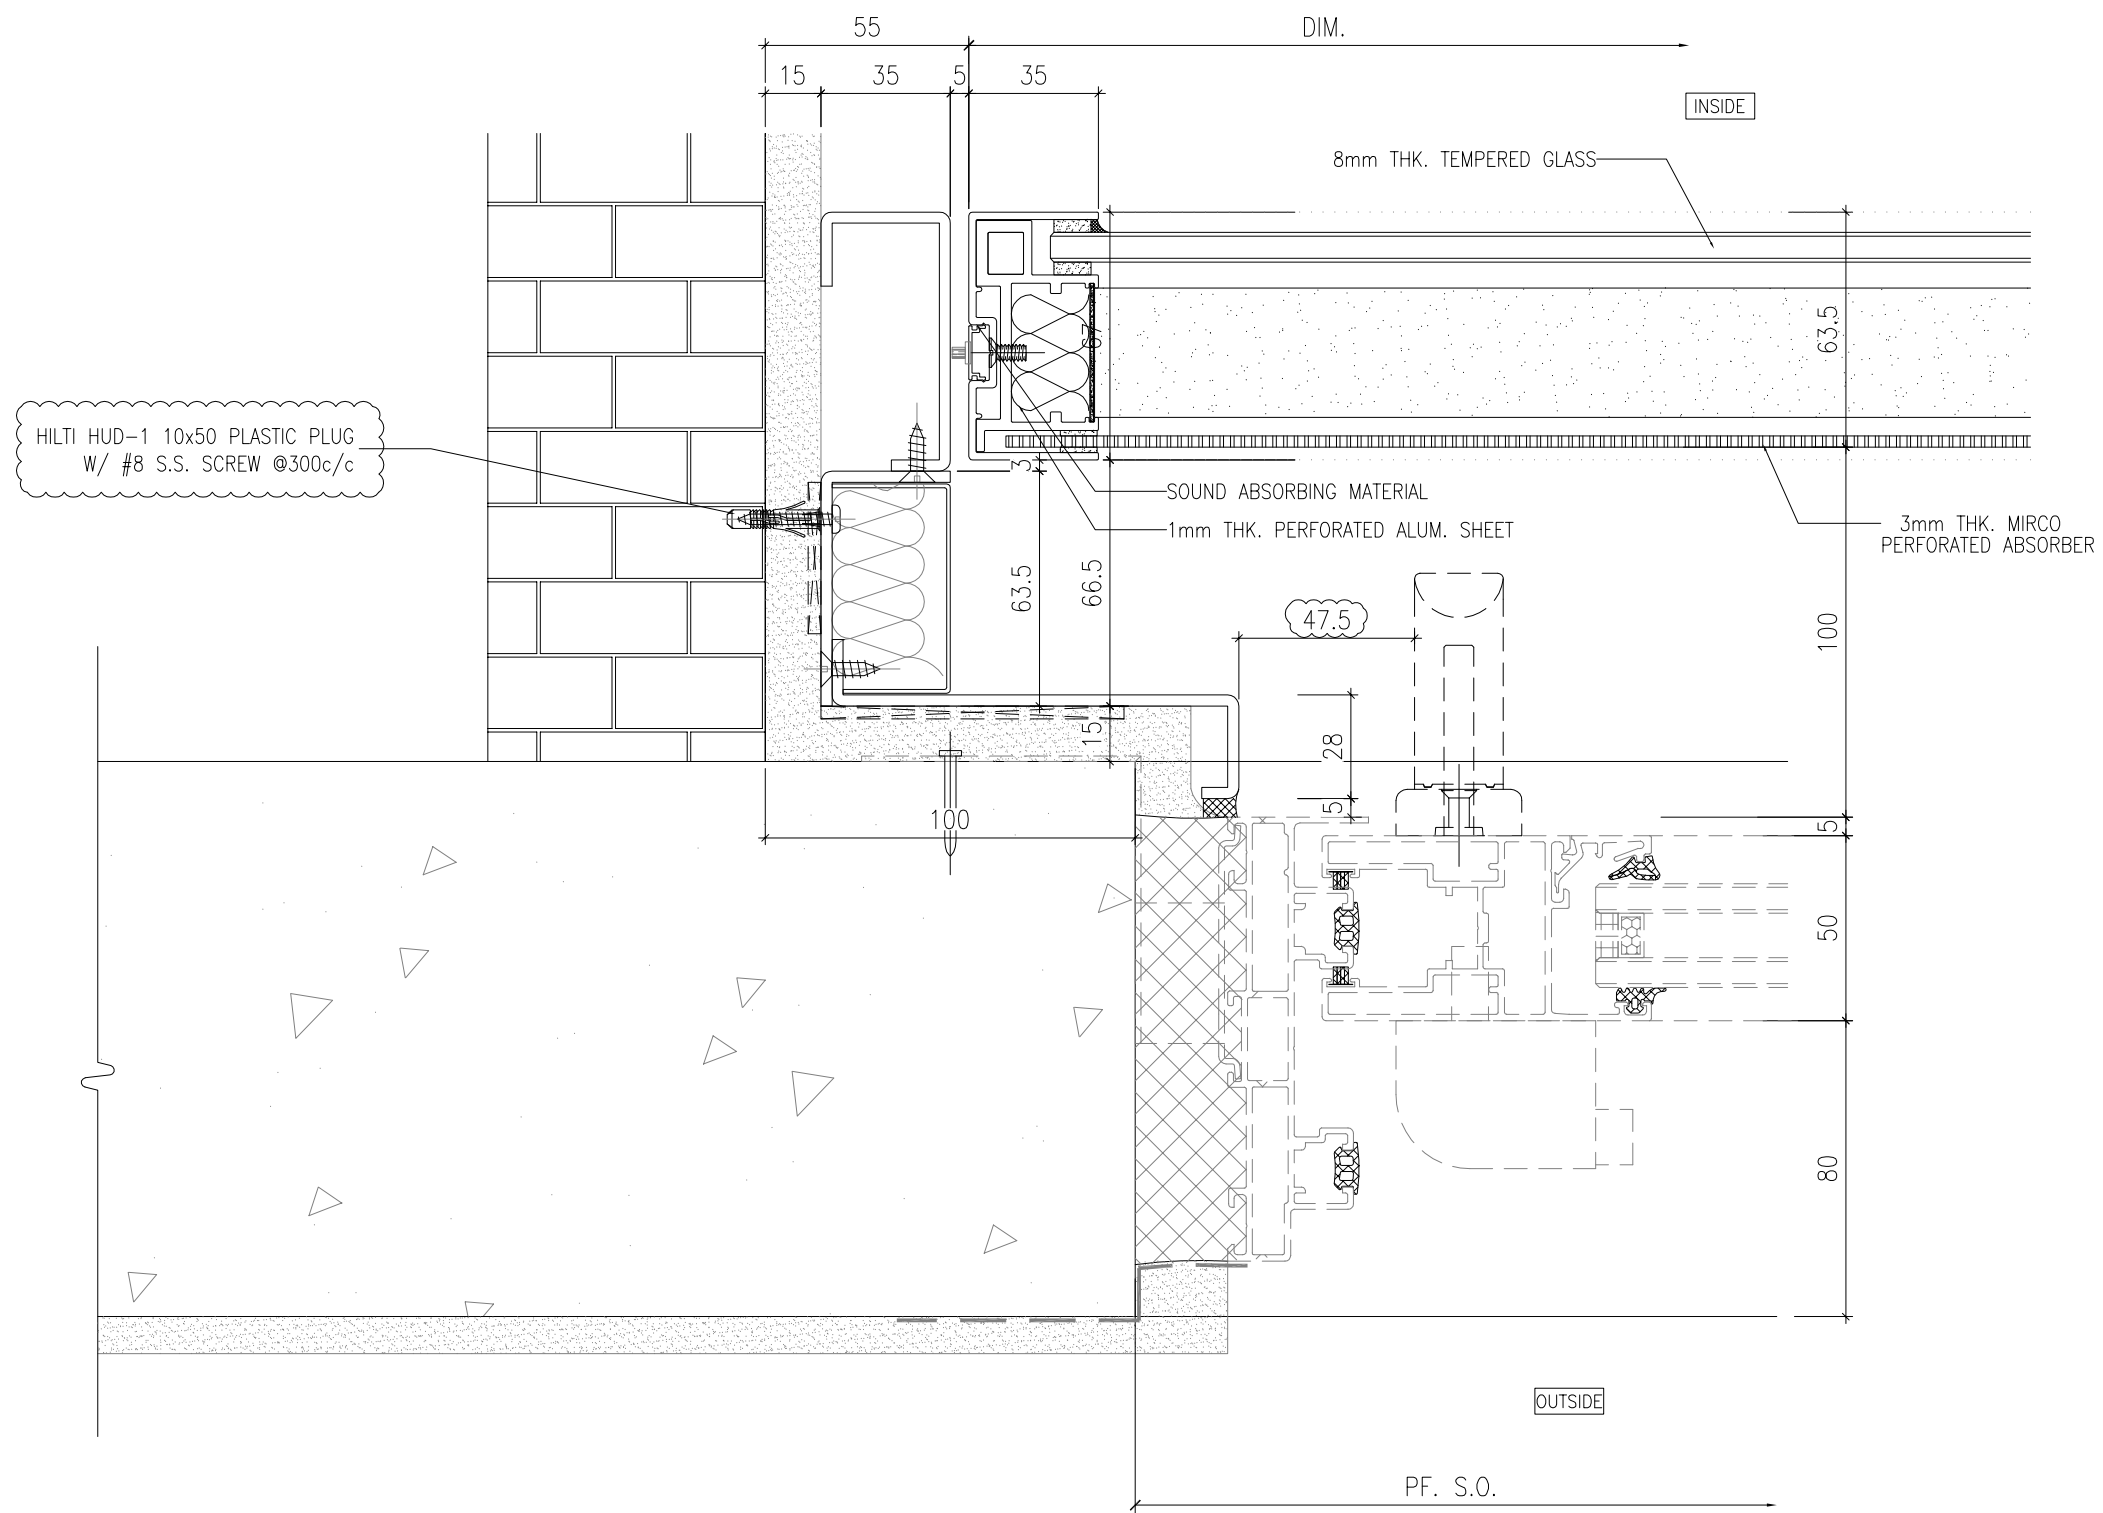 55
DIM.
15
35
5
35
INSIDE
8mm THK. TEMPERED GLASS
67
63.5
HILTI HUD-1 10x50 PLASTIC PLUG
W/ #8 S.S. SCREW @300c/c
3
SOUND ABSORBING MATERIAL
1mm THK. PERFORATED ALUM. SHEET
3mm THK. MIRCO
PERFORATED ABSORBER
63.5
66.5
47.5
100
15
28
5
100
5
50
80
OUTSIDE
PF. S.O.